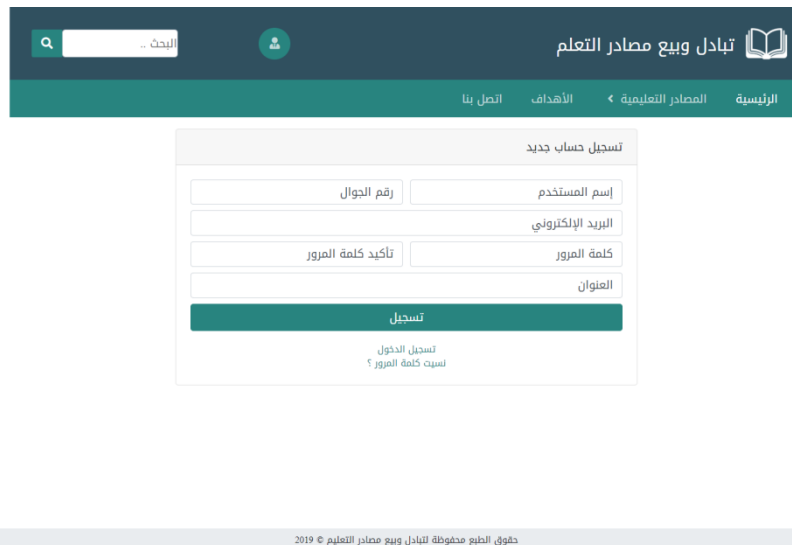 تبادل وبيع مصادر التعلم
البحث ..
الرئيسية المصادر التعليمية الأهداف اتصل بنا
تسجيل حساب جديد
إسم المستخدم رقم الجوال
البريد الإلكتروني
كلمة المرور تأكيد كلمة المرور
العنوان
تسجيل
تسجيل الدخول
نسيت كلمة المرور ؟
حقوق الطبع محفوظة لتبادل وبيع مصادر التعليم © 2019